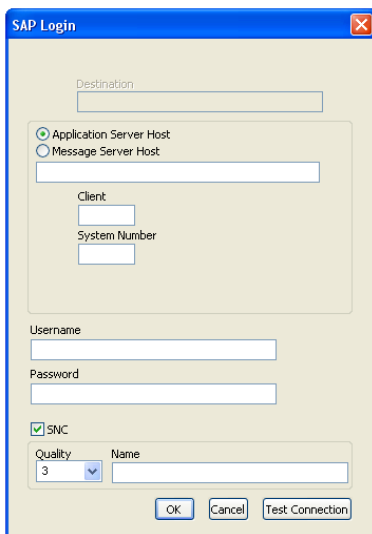 SAP Login
Destination
Application Server Host
Message Server Host
Client
System Number
Username
Password
SNC
Quality Name
3
OK Cancel Test Connection